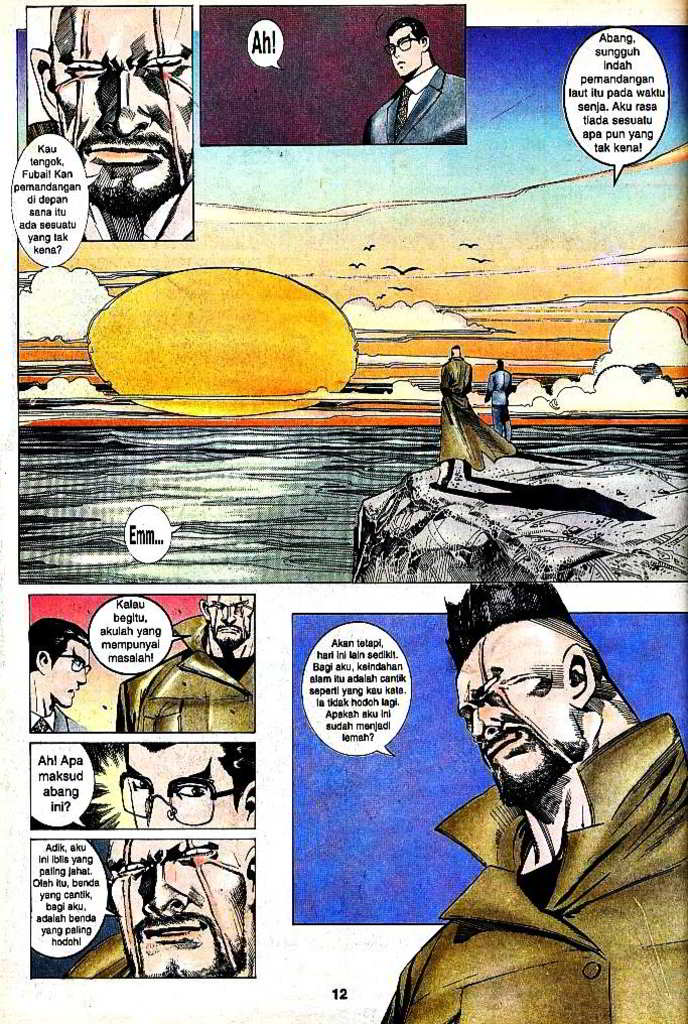 Kau
tengok,
Fubai! Kan
pemandangan
di depan
sana itu
ada sesuatu
yang tak
kena?
Ah!
Abang,
sungguh
indah
pemandangan
laut itu pada
waktu
senja. Aku rasa
tiada sesuatu
apa pun yang
tak kena!
Emm...
Kalau
begitu,
akulah yang
mempunyai
masalah!
Ah! Apa
maksud
abang
ini?
Adik, aku
ini iblis yang
paling jahat.
Oleh itu, benda
yang cantik,
bagi aku,
adalah benda
yang paling
hodoh!
Akan tetapi,
hari ini lain sedikit.
Bagi aku, keindahan
alam itu adalah cantik
seperti yang kau kata.
Ia tidak hodoh lagi.
Apakah aku ini
sudah menjadi
lemah?
12